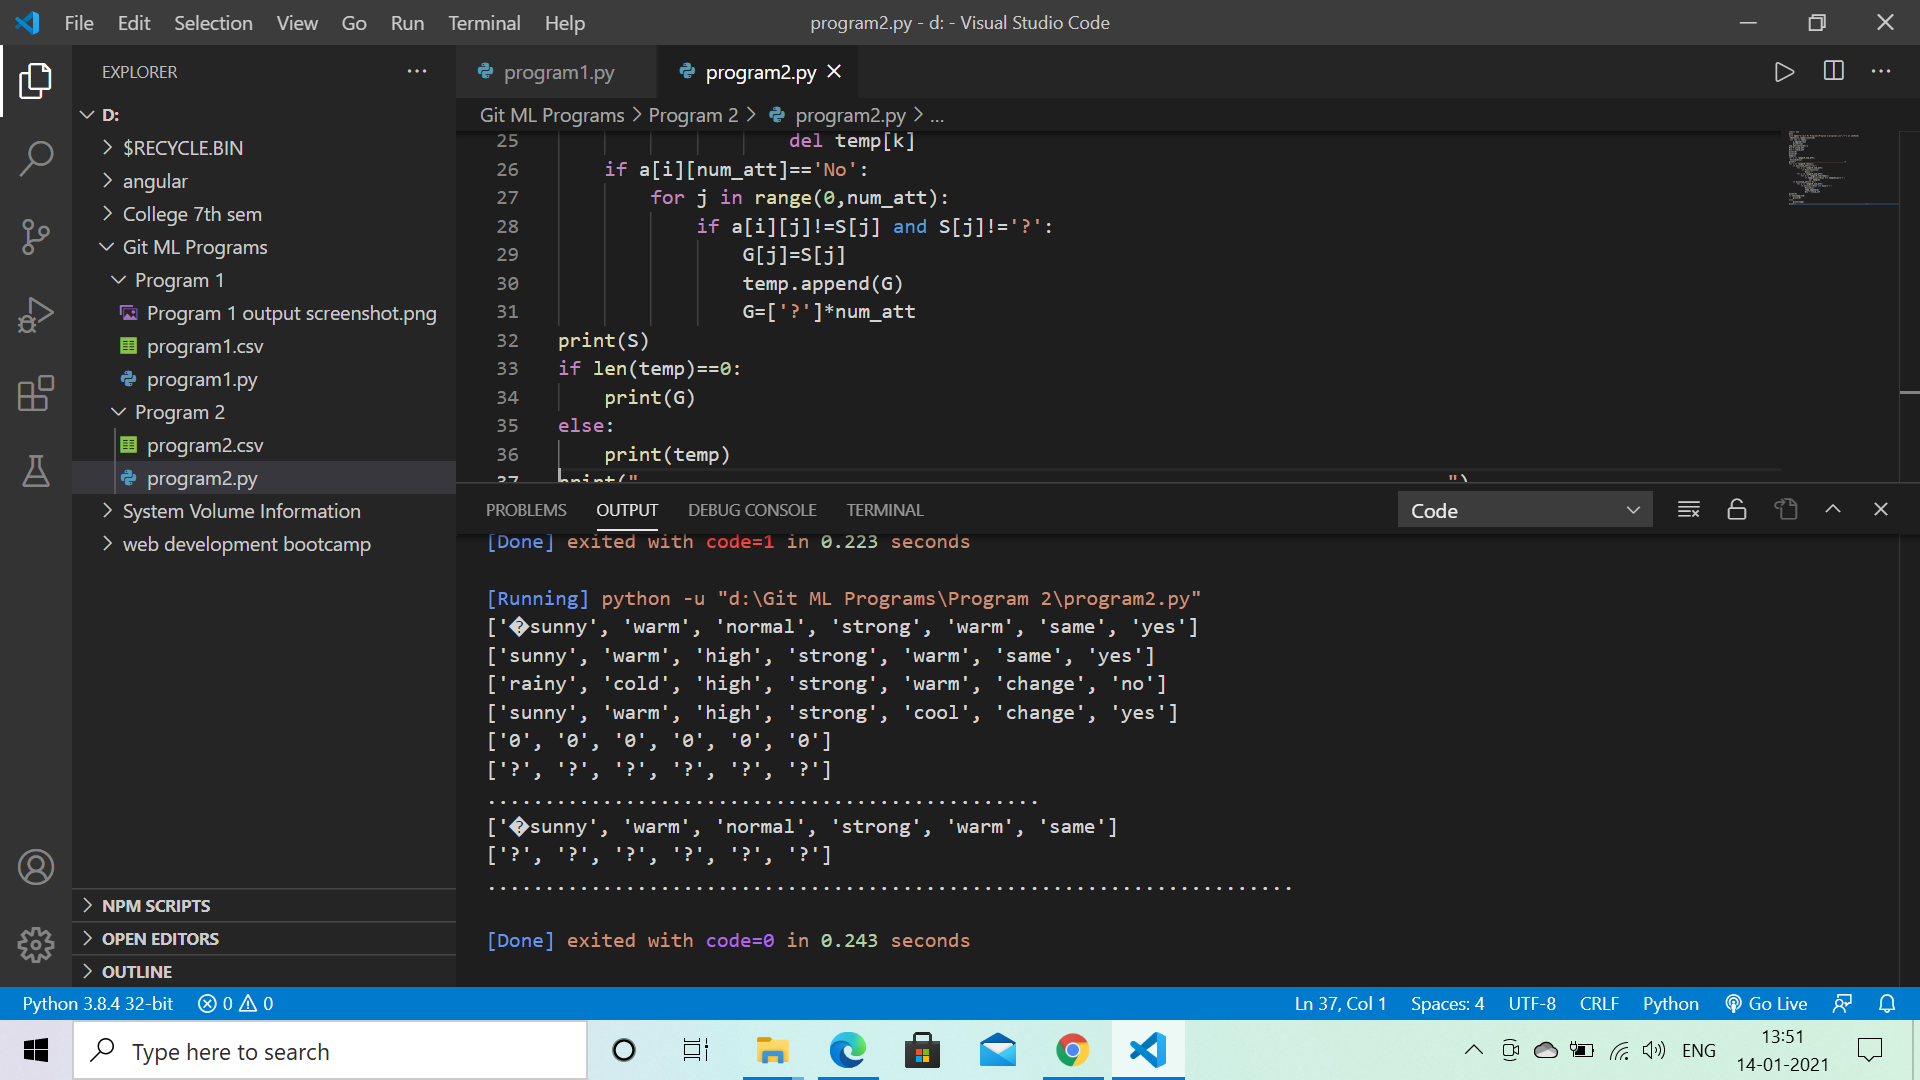 File Edit Selection View Go Run Terminal Help
program2.py - d: - Visual Studio Code
EXPLORER
D:
$RECYCLE.BIN
angular
College 7th sem
Git ML Programs
Program 1
Program 1 output screenshot.png
program1.csv
program1.py
Program 2
program2.csv
program2.py
System Volume Information
web development bootcamp
NPM SCRIPTS
OPEN EDITORS
OUTLINE
program1.py program2.py
Git ML Programs > Program 2 > program2.py > ...
25 del temp[k]
26 if a[i][num_att]=='No':
27 for j in range(0,num_att):
28 if a[i][j]!=S[j] and S[j]!='?':
29 G[j]=S[j]
30 temp.append(G)
31 G=['?']*num_att
32 print(S)
33 if len(temp)==0:
34 print(G)
35 else:
36 print(temp)
37 print(" ")
PROBLEMS OUTPUT DEBUG CONSOLE TERMINAL
Code
[Done] exited with code=1 in 0.223 seconds
[Running] python -u "d:\Git ML Programs\Program 2\program2.py"
['�sunny', 'warm', 'normal', 'strong', 'warm', 'same', 'yes']
['sunny', 'warm', 'high', 'strong', 'warm', 'same', 'yes']
['rainy', 'cold', 'high', 'strong', 'warm', 'change', 'no']
['sunny', 'warm', 'high', 'strong', 'cool', 'change', 'yes']
['0', '0', '0', '0', '0', '0']
['?', '?', '?', '?', '?', '?']
................................................
['�sunny', 'warm', 'normal', 'strong', 'warm', 'same']
['?', '?', '?', '?', '?', '?']
......................................................................
[Done] exited with code=0 in 0.243 seconds
Python 3.8.4 32-bit 0 0
Ln 37, Col 1 Spaces: 4 UTF-8 CRLF Python Go Live
Type here to search
ENG
13:51
14-01-2021